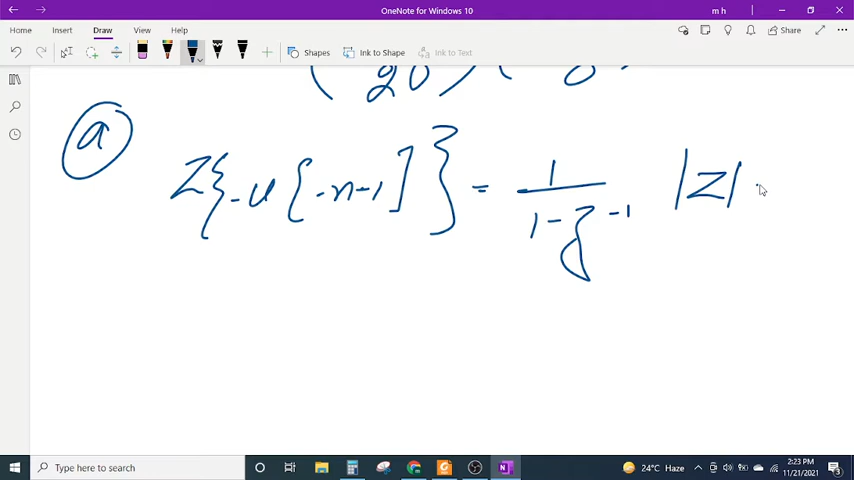 OneNote for Windows 10
m h
Home Insert Draw View Help
Share
Shapes Ink to Shape Ink to Text
a
Z{-u[-n-1]} = 1/(1-z^-1) |Z|
Type here to search
24°C Haze
2:23 PM
11/21/2021
3